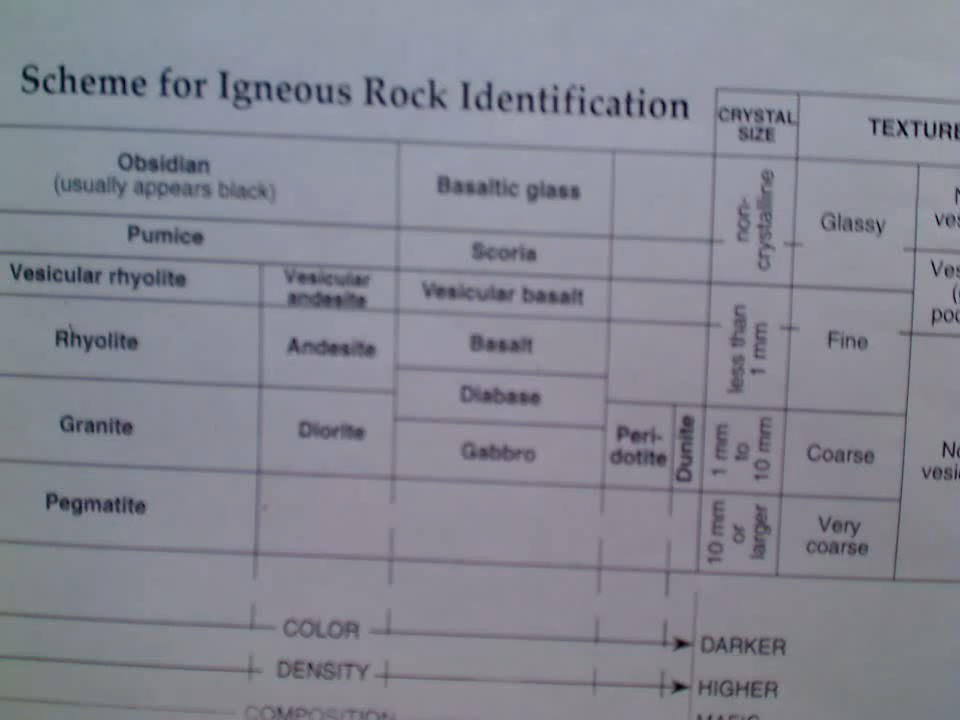 Scheme for Igneous Rock Identification
CRYSTAL
SIZE
TEXTURE
Obsidian
(usually appears black)
Basaltic glass
non-
crystalline
Glassy
Pumice
Scoria
Vesicular rhyolite
Vesicular
andesite
Vesicular basalt
Rhyolite
Andesite
Basalt
less than
1 mm
Fine
Diabase
Granite
Diorite
Gabbro
Peri-
dotite
Dunite
1 mm
to
10 mm
Coarse
Pegmatite
10 mm
or
larger
Very
coarse
COLOR
DARKER
DENSITY
HIGHER
COMPOSITION
MAFIC